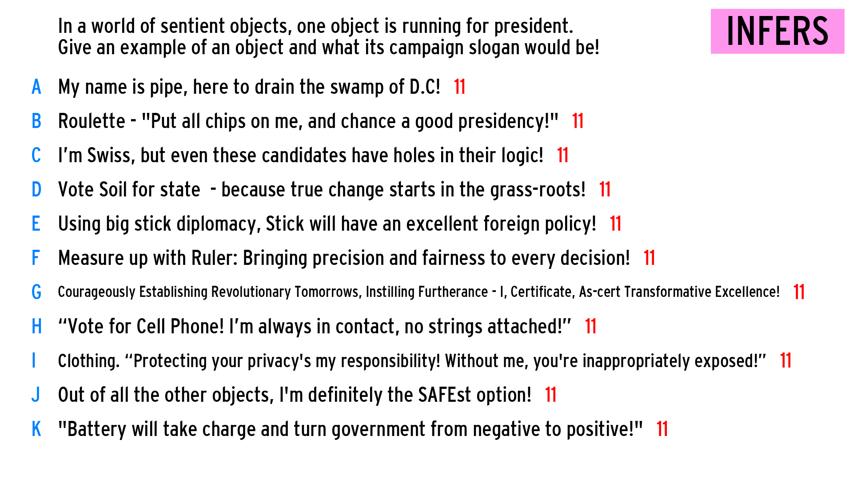 In a world of sentient objects, one object is running for president.
Give an example of an object and what its campaign slogan would be!
INFERS
A My name is pipe, here to drain the swamp of D.C! 11
B Roulette - "Put all chips on me, and chance a good presidency!" 11
C I'm Swiss, but even these candidates have holes in their logic! 11
D Vote Soil for state  - because true change starts in the grass-roots! 11
E Using big stick diplomacy, Stick will have an excellent foreign policy! 11
F Measure up with Ruler: Bringing precision and fairness to every decision! 11
G Courageously Establishing Revolutionary Tomorrows, Instilling Furtherance - I, Certificate, As-cert Transformative Excellence! 11
H “Vote for Cell Phone! I’m always in contact, no strings attached!” 11
I Clothing. “Protecting your privacy's my responsibility! Without me, you're inappropriately exposed!” 11
J Out of all the other objects, I'm definitely the SAFEst option! 11
K "Battery will take charge and turn government from negative to positive!" 11